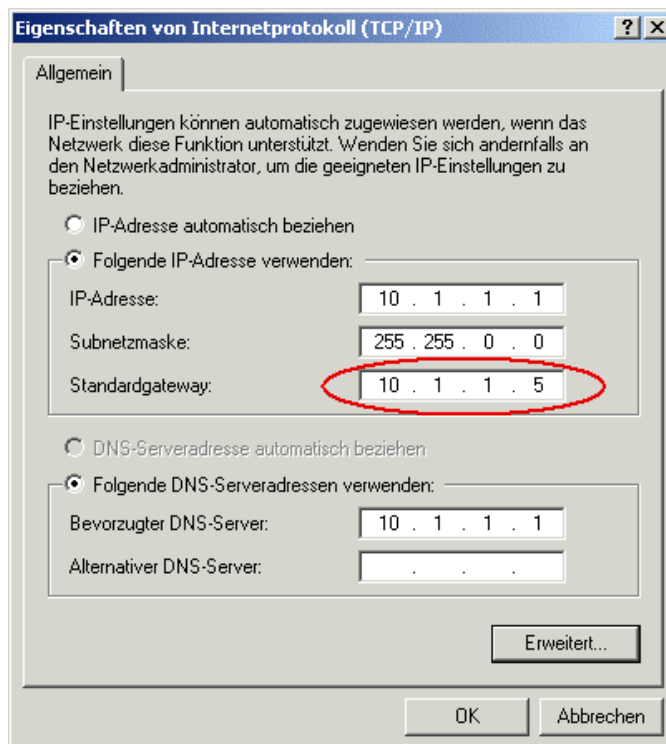 Eigenschaften von Internetprotokoll (TCP/IP)
Allgemein
IP-Einstellungen können automatisch zugewiesen werden, wenn das
Netzwerk diese Funktion unterstützt. Wenden Sie sich andernfalls an
den Netzwerkadministrator, um die geeigneten IP-Einstellungen zu
beziehen.
IP-Adresse automatisch beziehen
Folgende IP-Adresse verwenden:
IP-Adresse: 10 . 1 . 1 . 1
Subnetzmaske: 255 . 255 . 0 . 0
Standardgateway: 10 . 1 . 1 . 5
DNS-Serveradresse automatisch beziehen
Folgende DNS-Serveradressen verwenden:
Bevorzugter DNS-Server: 10 . 1 . 1 . 1
Alternativer DNS-Server: . . .
Erweitert...
OK Abbrechen